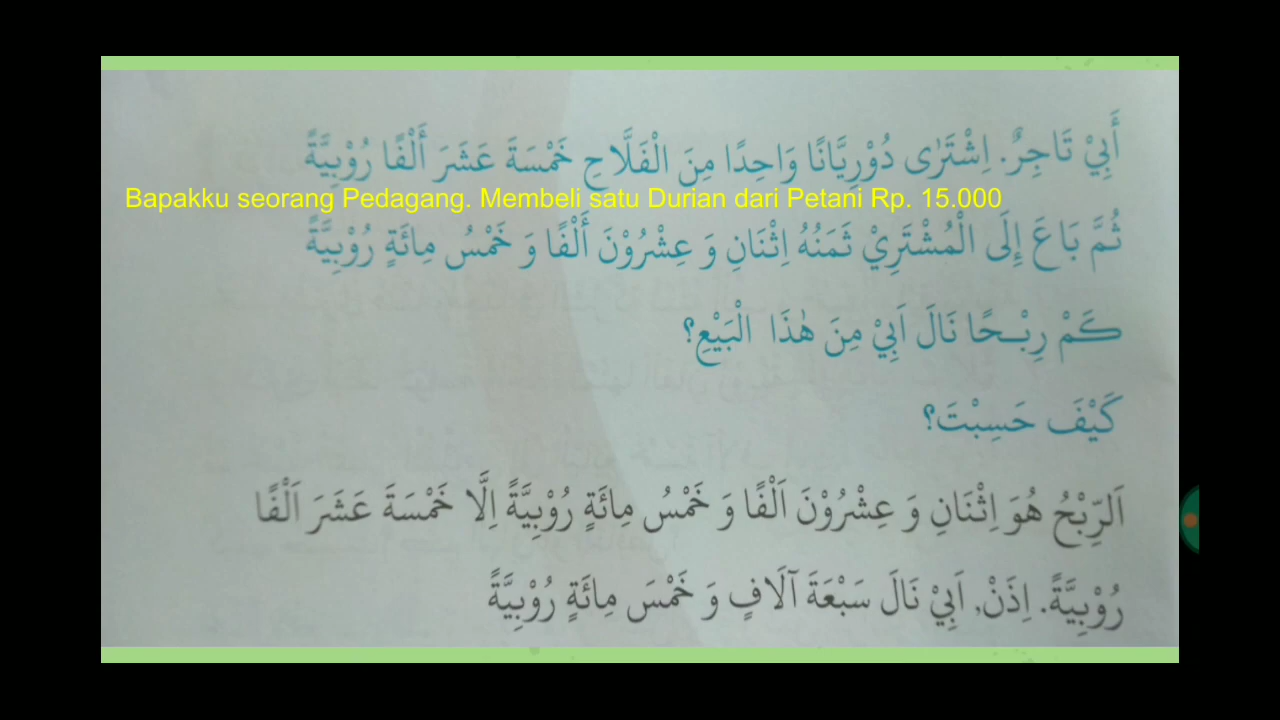 أَبِيْ تَاجِرٌ. اِشْتَرٰى دُوْرِيَّانًا وَاحِدًا مِنَ الْفَلَّاحِ خَمْسَةَ عَشَرَ أَلْفًا رُوْبِيَّةً
Bapakku seorang Pedagang. Membeli satu Durian dari Petani Rp. 15.000
ثُمَّ بَاعَ إِلَى الْمُشْتَرِيْ ثَمَنُهُ اِثْنَانِ وَ عِشْرُوْنَ أَلْفًا وَ خَمْسُ مِائَةٍ رُوْبِيَّةً
كَمْ رِبْحًا نَالَ اَبِيْ مِنَ هٰذَا الْبَيْعِ؟
كَيْفَ حَسِبْتَ؟
اَلرِّبْحُ هُوَ اِثْنَانِ وَ عِشْرُوْنَ اَلْفًا وَ خَمْسُ مِائَةٍ رُوْبِيَّةً اِلَّا خَمْسَةَ عَشَرَ اَلْفًا
رُوْبِيَّةً. اِذَنْ, اَبِيْ نَالَ سَبْعَةَ آلَافٍ وَ خَمْسَ مِائَةٍ رُوْبِيَّةً